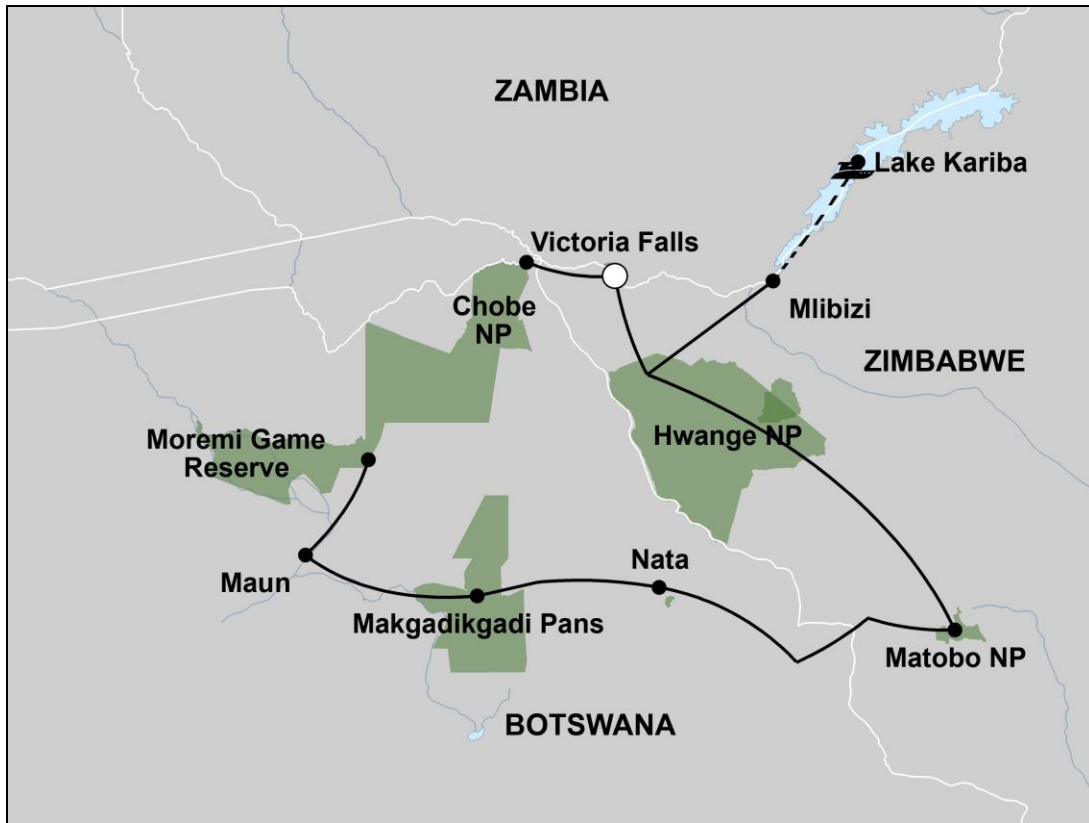 ZAMBIA
Lake Kariba
Victoria Falls
Chobe
NP
Mlibizi
ZIMBABWE
Moremi Game
Reserve
Hwange NP
Maun
Nata
Makgadikgadi Pans
Matobo NP
BOTSWANA